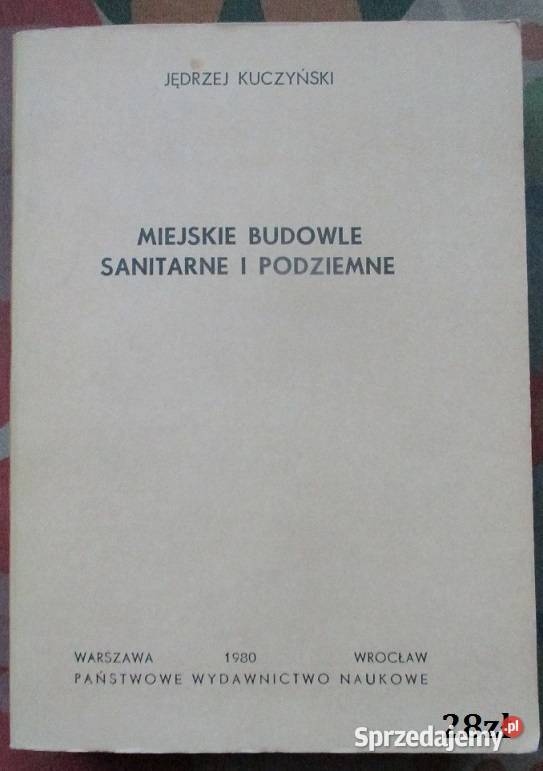 JĘDRZEJ KUCZYŃSKI
MIEJSKIE BUDOWLE
SANITARNE I PODZIEMNE
WARSZAWA 1980 WROCŁAW
PAŃSTWOWE WYDAWNICTWO NAUKOWE
28zł
Sprzedajemy.pl